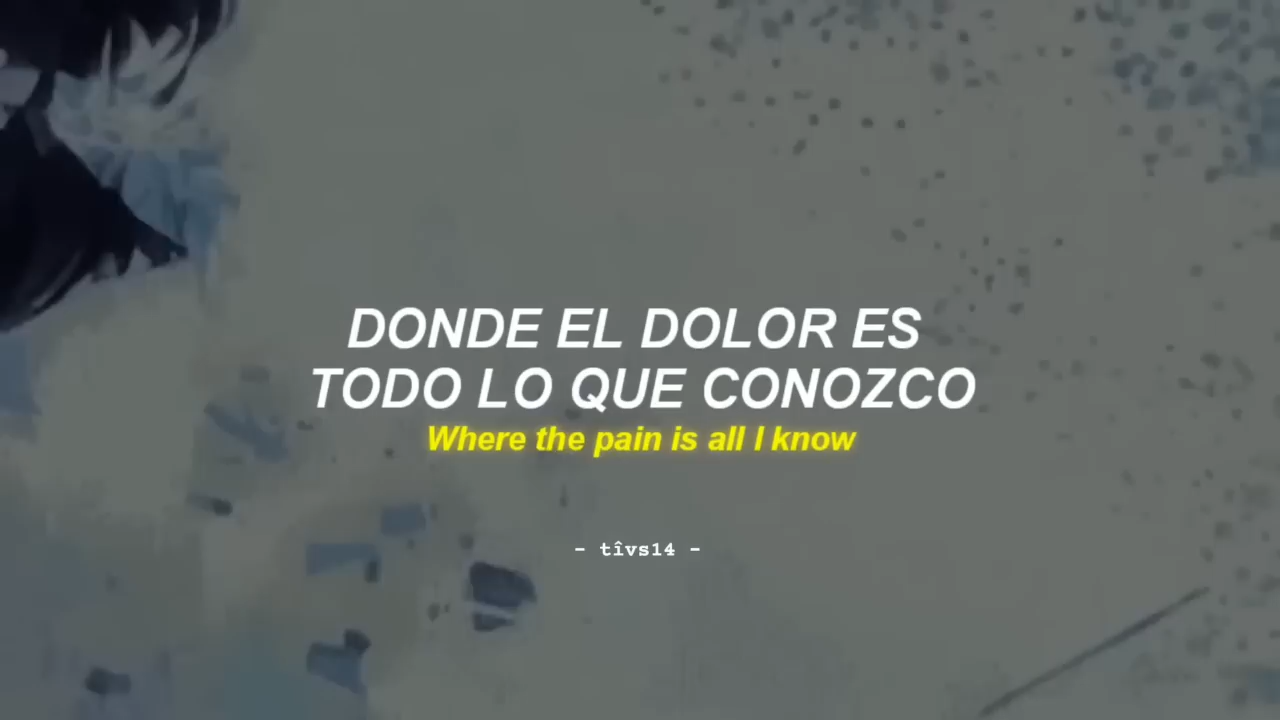 DONDE EL DOLOR ES
TODO LO QUE CONOZCO
Where the pain is all I know
- tîvs14 -